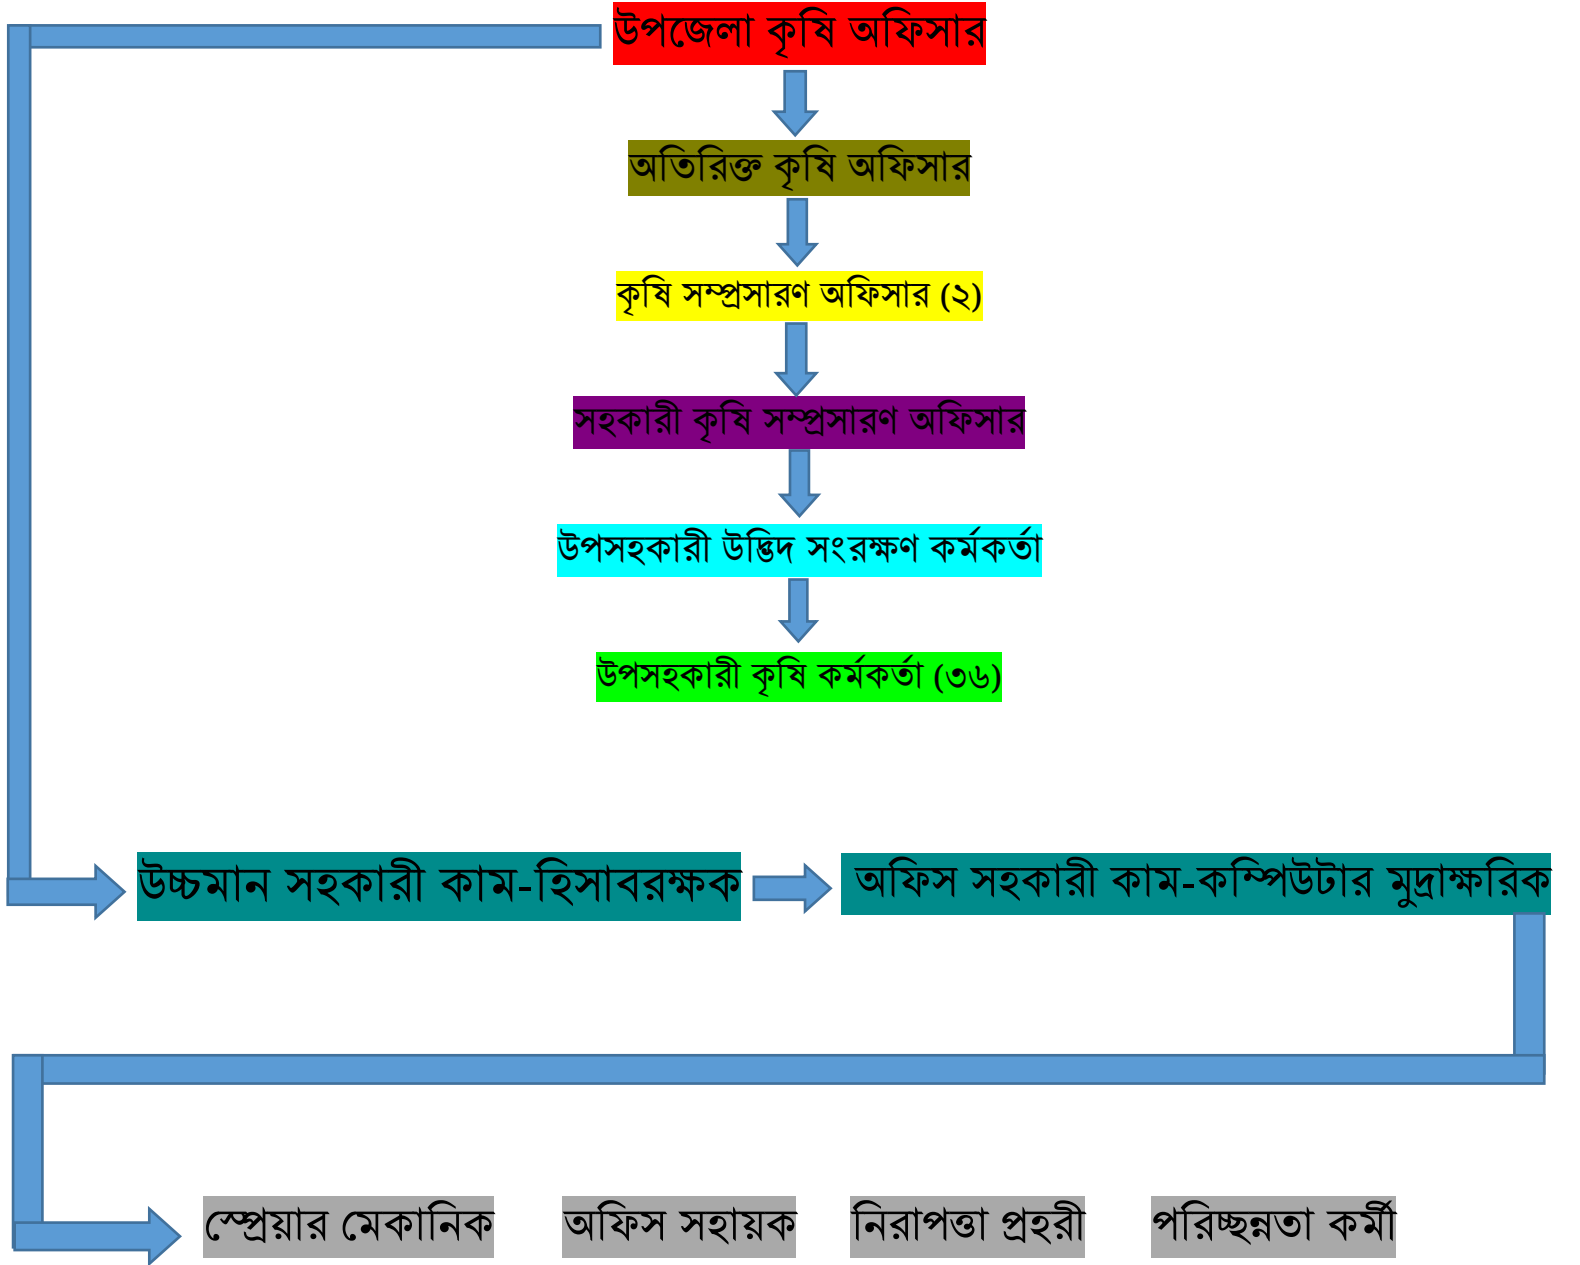 উপজেলা কৃষি অফিসার
অতিরিক্ত কৃষি অফিসার
কৃষি সম্প্রসারণ অফিসার (২)
সহকারী কৃষি সম্প্রসারণ অফিসার
উপসহকারী উদ্ভিদ সংরক্ষণ কর্মকর্তা
উপসহকারী কৃষি কর্মকর্তা (৩৬)
উচ্চমান সহকারী কাম-হিসাবরক্ষক
অফিস সহকারী কাম-কম্পিউটার মুদ্রাক্ষরিক
স্প্রেয়ার মেকানিক অফিস সহায়ক নিরাপত্তা প্রহরী পরিচ্ছন্নতা কর্মী